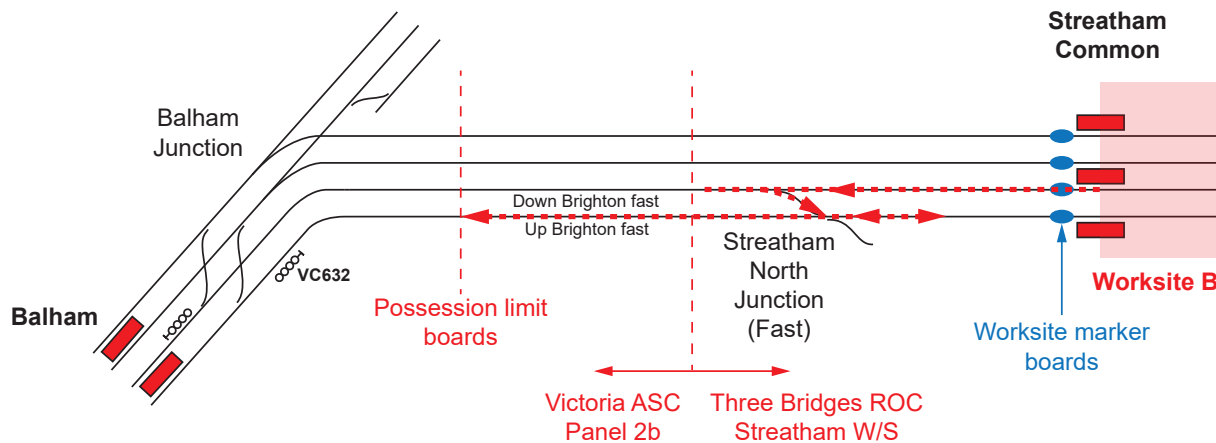 Streatham
Common
Balham
Junction
Down Brighton fast
Up Brighton fast
Streatham
North
Junction
(Fast)
VC632
Balham
Possession limit
boards
Worksite B
Worksite marker
boards
Victoria ASC
Panel 2b
Three Bridges ROC
Streatham W/S